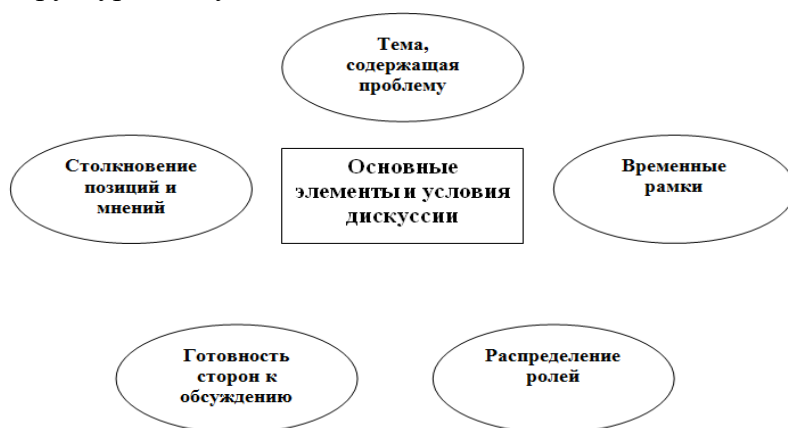 Тема,
содержащая
проблему
Столкновение
позиций и
мнений
Основные
элементы и условия
дискуссии
Временные
рамки
Готовность
сторон к
обсуждению
Распределение
ролей